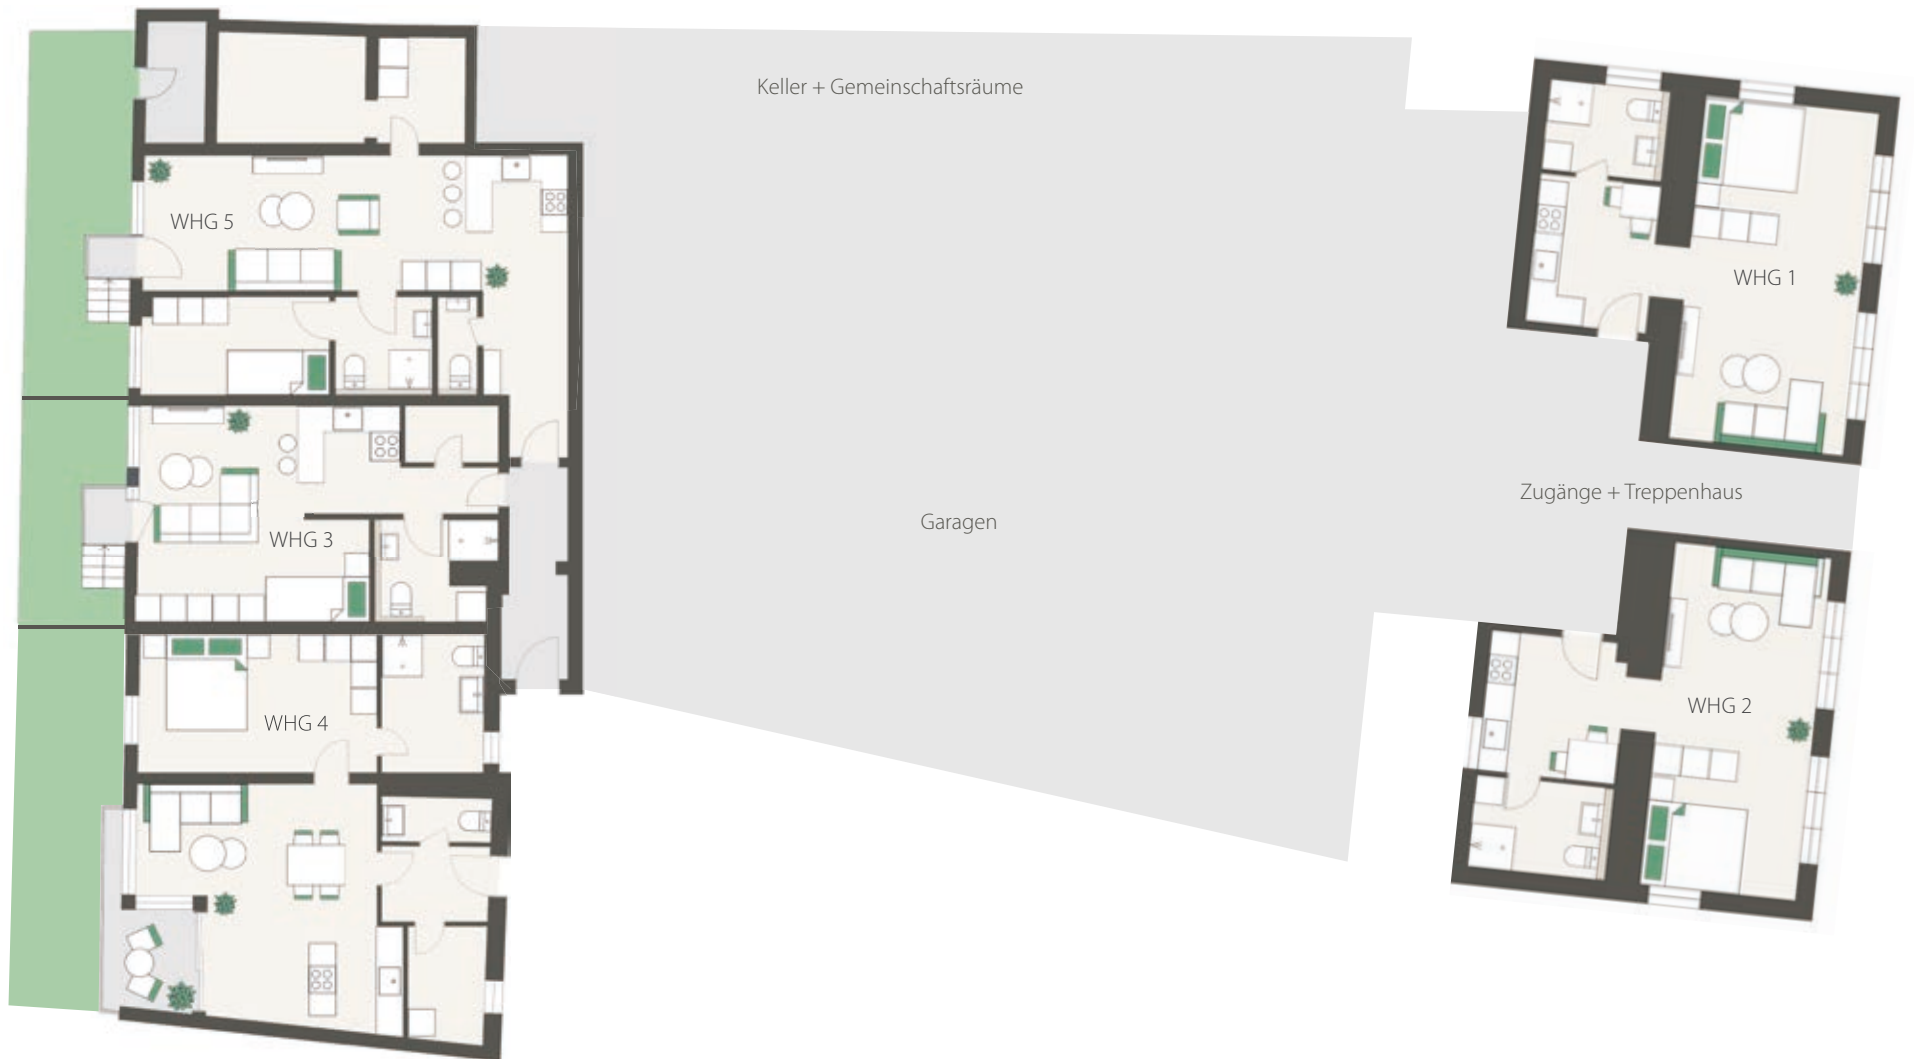 Keller + Gemeinschaftsräume
WHG 5
WHG 1
Zugänge + Treppenhaus
Garagen
WHG 3
WHG 2
WHG 4